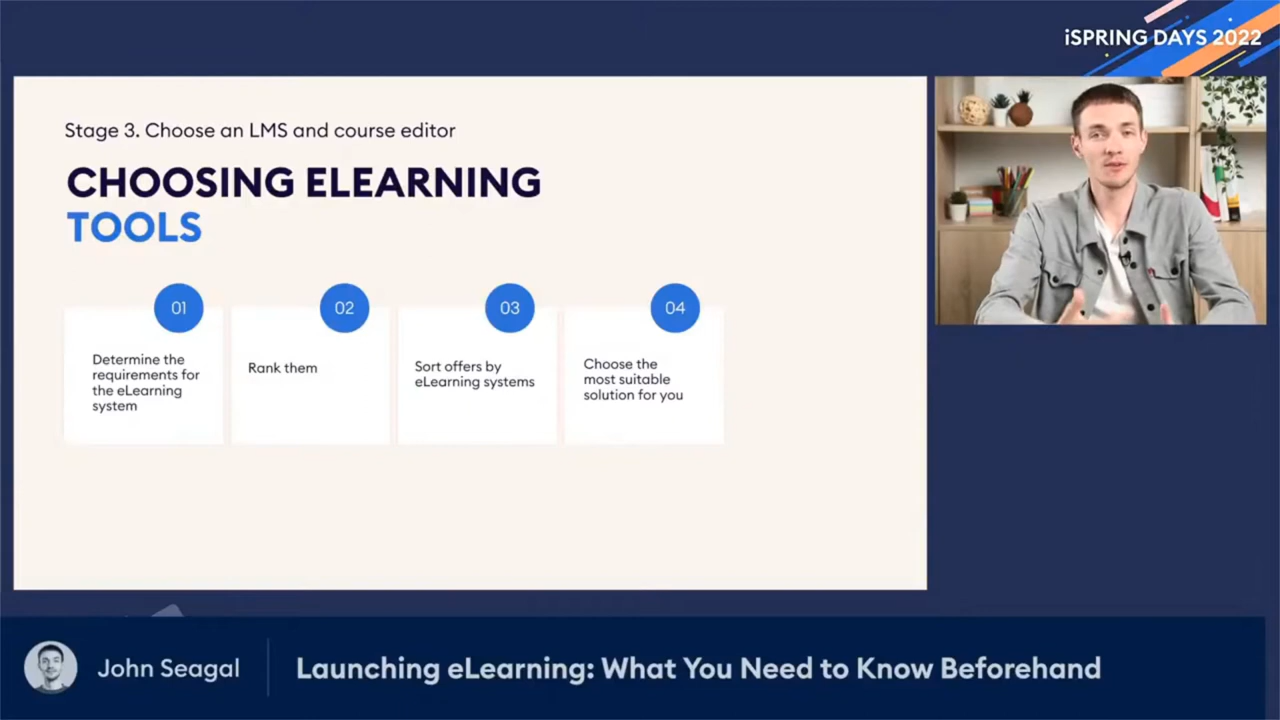 iSPRING DAYS 2022
Stage 3. Choose an LMS and course editor
CHOOSING ELEARNING
TOOLS
01
Determine the
requirements for
the eLearning
system
02
Rank them
03
Sort offers by
eLearning systems
04
Choose the
most suitable
solution for you
John Seagal
Launching eLearning: What You Need to Know Beforehand